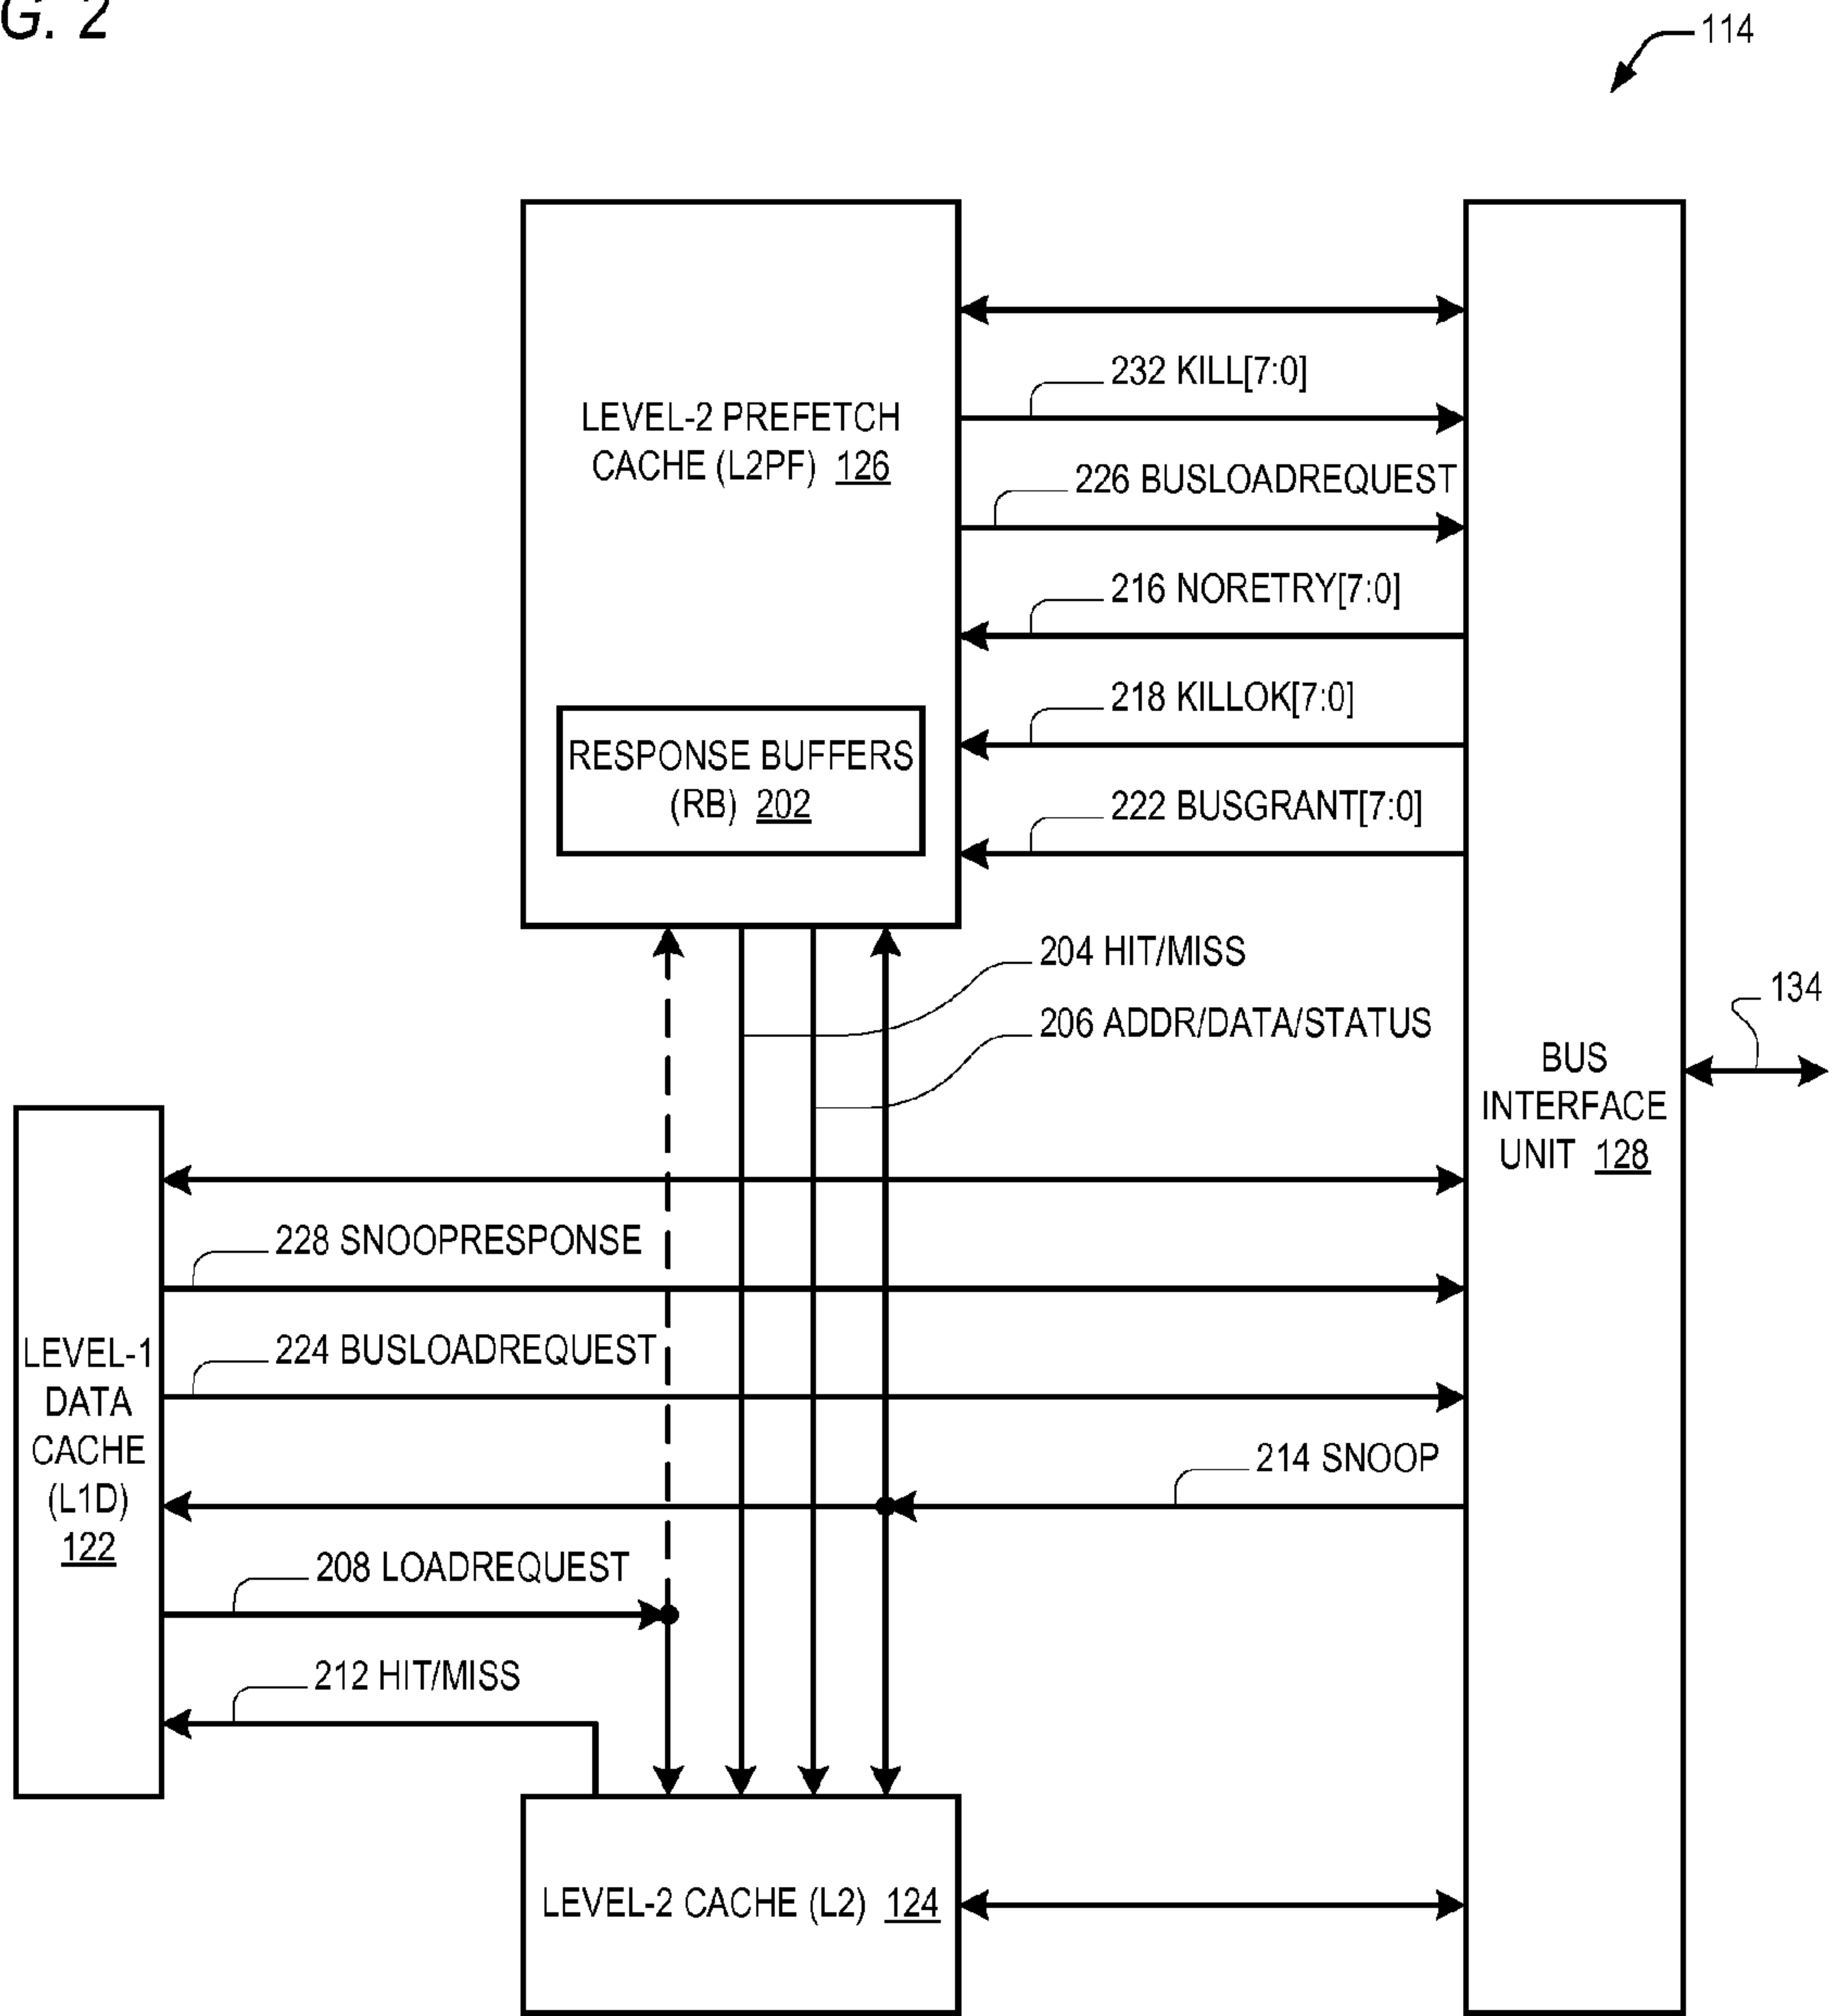 G. 2
114
232 KILL[7:0]
LEVEL-2 PREFETCH
CACHE (L2PF) 126
226 BUSLOADREQUEST
216 NORETRY[7:0]
218 KILLOK[7:0]
RESPONSE BUFFERS
(RB) 202
222 BUSGRANT[7:0]
204 HIT/MISS
206 ADDR/DATA/STATUS
134
BUS
INTERFACE
UNIT 128
228 SNOOPRESPONSE
224 BUSLOADREQUEST
LEVEL-1
DATA
CACHE
(L1D)
122
214 SNOOP
208 LOADREQUEST
212 HIT/MISS
LEVEL-2 CACHE (L2) 124